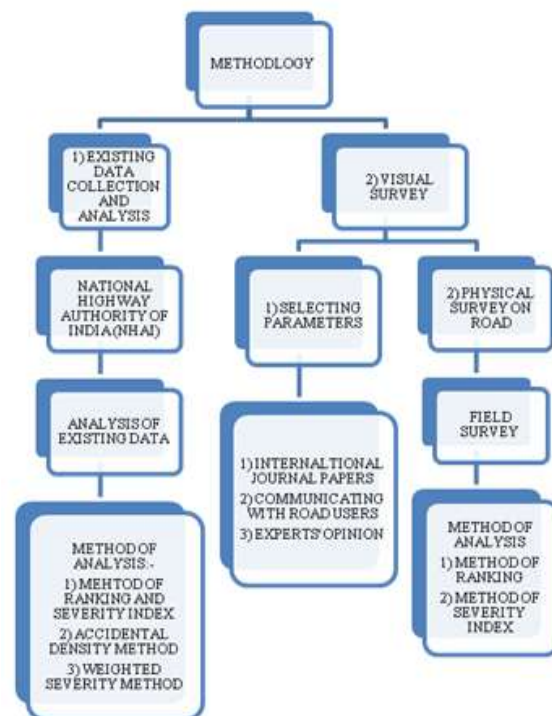 METHODLOGY
1) EXISTING
DATA
COLLECTION
AND
ANALYSIS
2) VISUAL
SURVEY
NATIONAL
HIGHWAY
AUTHORITY OF
INDIA (NHAI)
1) SELECTING
PARAMETERS
2) PHYSICAL
SURVEY ON
ROAD
ANALYSIS OF
EXISTING DATA
1) INTERNALTIONAL
JOURNAL PAPERS
2) COMMUNICATING
WITH ROAD USERS
3) EXPERTS' OPINION
FIELD
SURVEY
METHOD OF
ANALYSIS:-
1) MEHTOD OF
RANKING AND
SEVERITY INDEX
2) ACCIDENTAL
DENSITY METHOD
3) WEIGHTED
SEVERITY METHOD
METHOD OF
ANALYSIS
1) METHOD OF
RANKING
2) METHOD OF
SEVERITY
INDEX